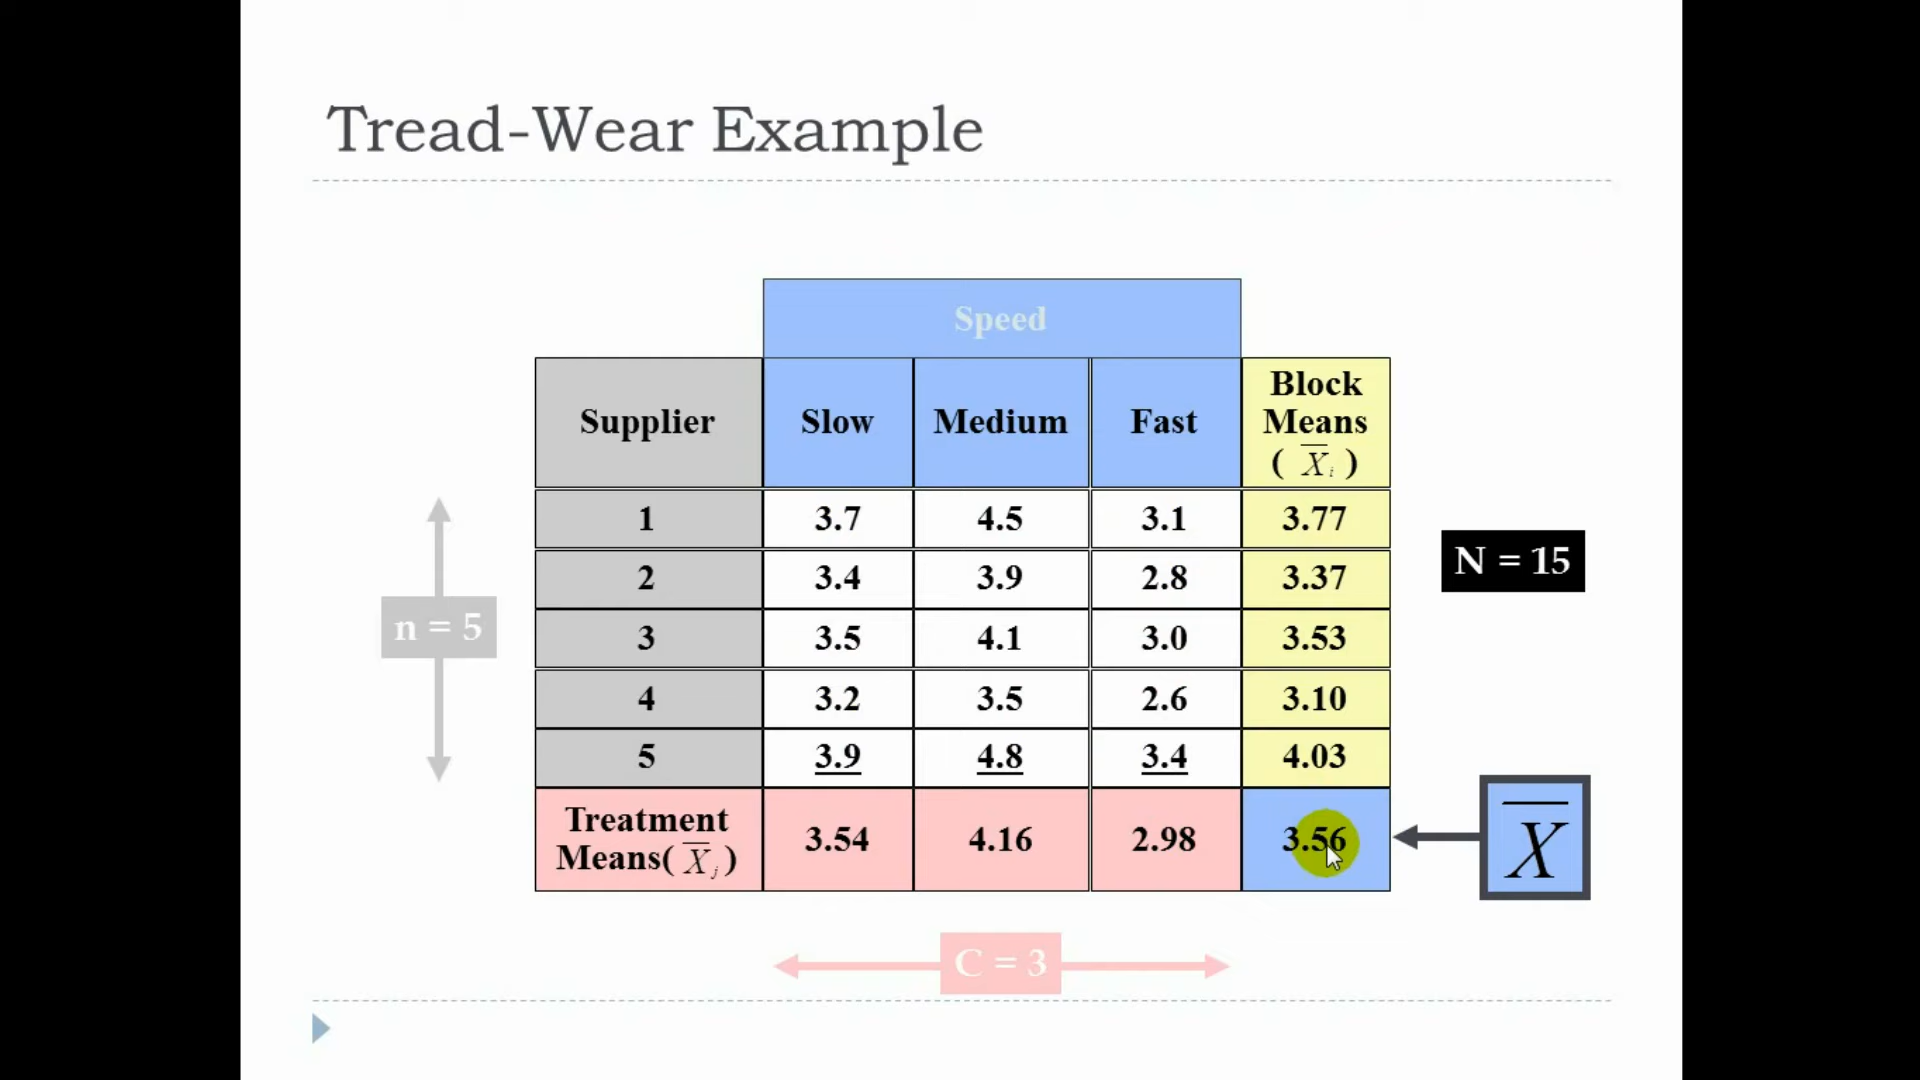 Tread-Wear Example
Speed
Supplier Slow Medium Fast Block Means ( X̅ᵢ )
1 3.7 4.5 3.1 3.77
2 3.4 3.9 2.8 3.37
3 3.5 4.1 3.0 3.53
4 3.2 3.5 2.6 3.10
5 3.9 4.8 3.4 4.03
Treatment Means( X̅ⱼ ) 3.54 4.16 2.98 3.56
n = 5
N = 15
X̅
C = 3